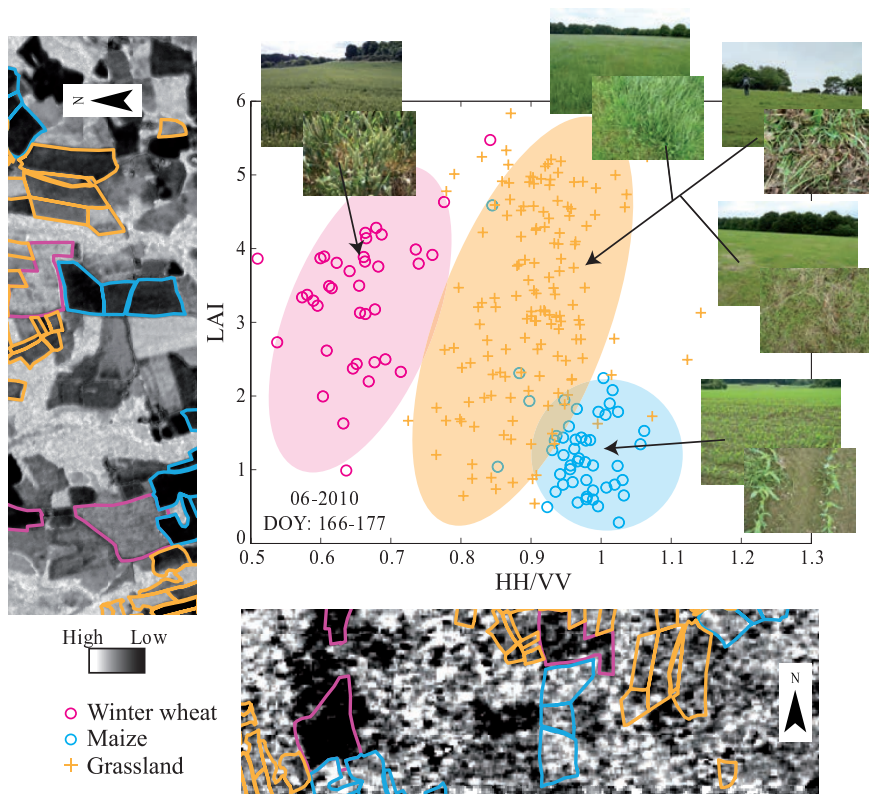 N
6
5
4
3
2
1
0
LAI
06-2010
DOY: 166-177
0.5 0.6 0.7 0.8 0.9 1 1.1 1.2 1.3
HH/VV
High Low
N
Winter wheat
Maize
Grassland